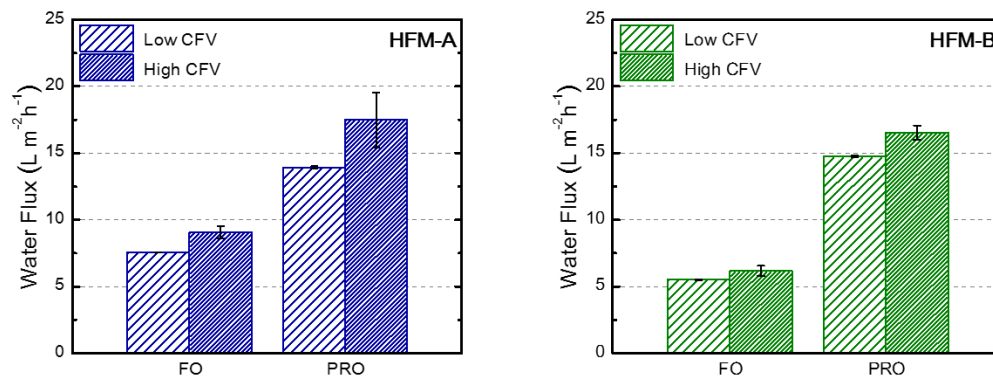 25
20
15
10
5
0
Water Flux (L m⁻²h⁻¹)
Low CFV
High CFV
HFM-A
FO PRO
25
20
15
10
5
0
Water Flux (L m⁻²h⁻¹)
Low CFV
High CFV
HFM-B
FO PRO